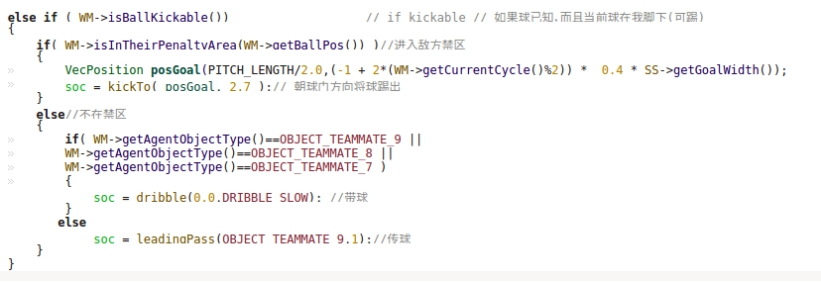 else if ( WM->isBallKickable()) // if kickable // 如果球已知,而且当前球在我脚下(可踢)
{
if( WM->isInTheirPenaltyArea(WM->getBallPos()) )//进入敌方禁区
{
VecPosition posGoal(PITCH_LENGTH/2.0,(-1 + 2*(WM->getCurrentCycle()%2)) * 0.4 * SS->getGoalWidth());
soc = kickTo( posGoal, 2.7 );// 朝球门方向将球踢出
}
else//不在禁区
{
if( WM->getAgentObjectType()==OBJECT_TEAMMATE_9 ||
WM->getAgentObjectType()==OBJECT_TEAMMATE_8 ||
WM->getAgentObjectType()==OBJECT_TEAMMATE_7 )
{
soc = dribble(0.0,DRIBBLE_SLOW); //带球
}
else
soc = leadingPass(OBJECT_TEAMMATE_9,1);//传球
}
}